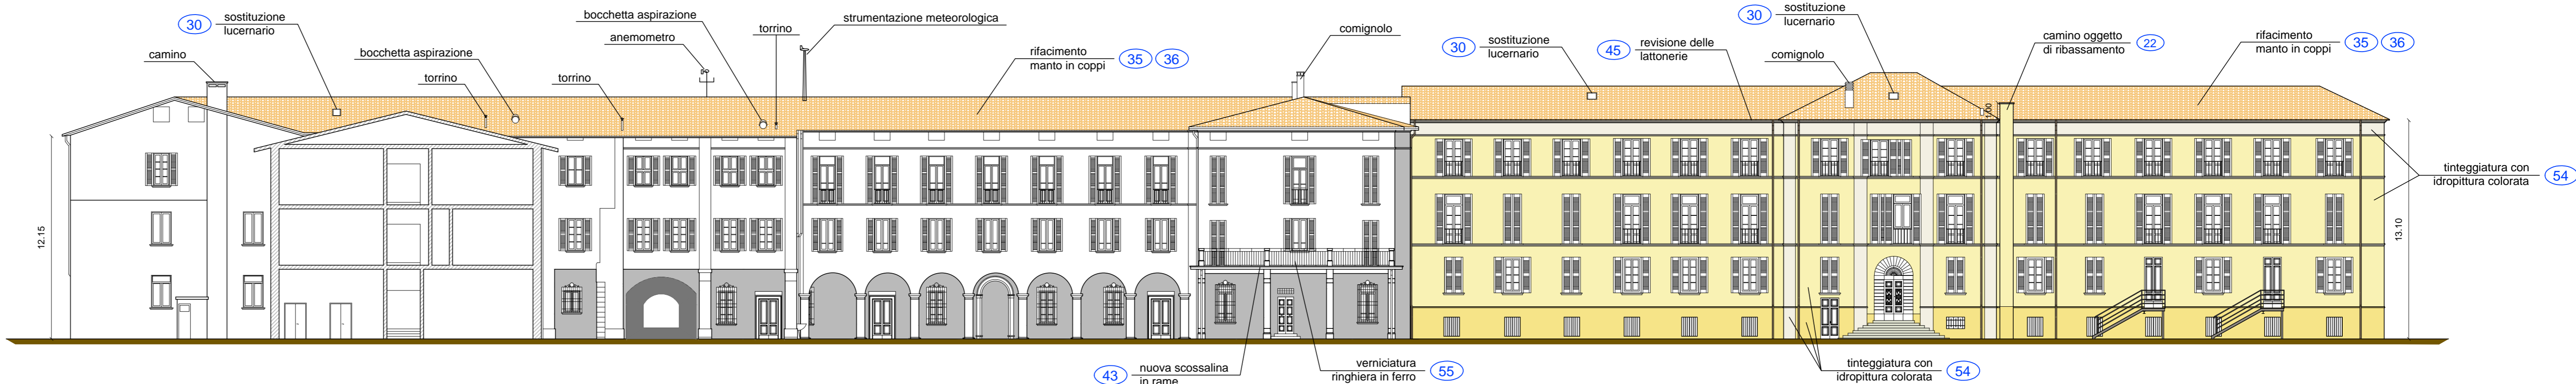 30 sostituzione
lucernario
camino
bocchetta aspirazione
torrino
torrino
bocchetta aspirazione
anemometro
torrino
strumentazione meteorologica
rifacimento
manto in coppi
35 36
comignolo
30 sostituzione
lucernario
45 revisione delle
lattonerie
30 sostituzione
lucernario
comignolo
camino oggetto
di ribassamento
22
1.00
rifacimento
manto in coppi
35 36
tinteggiatura con
idropittura colorata
54
12.15
13.10
43 nuova scossalina
in rame
verniciatura
ringhiera in ferro
55
tinteggiatura con
idropittura colorata
54